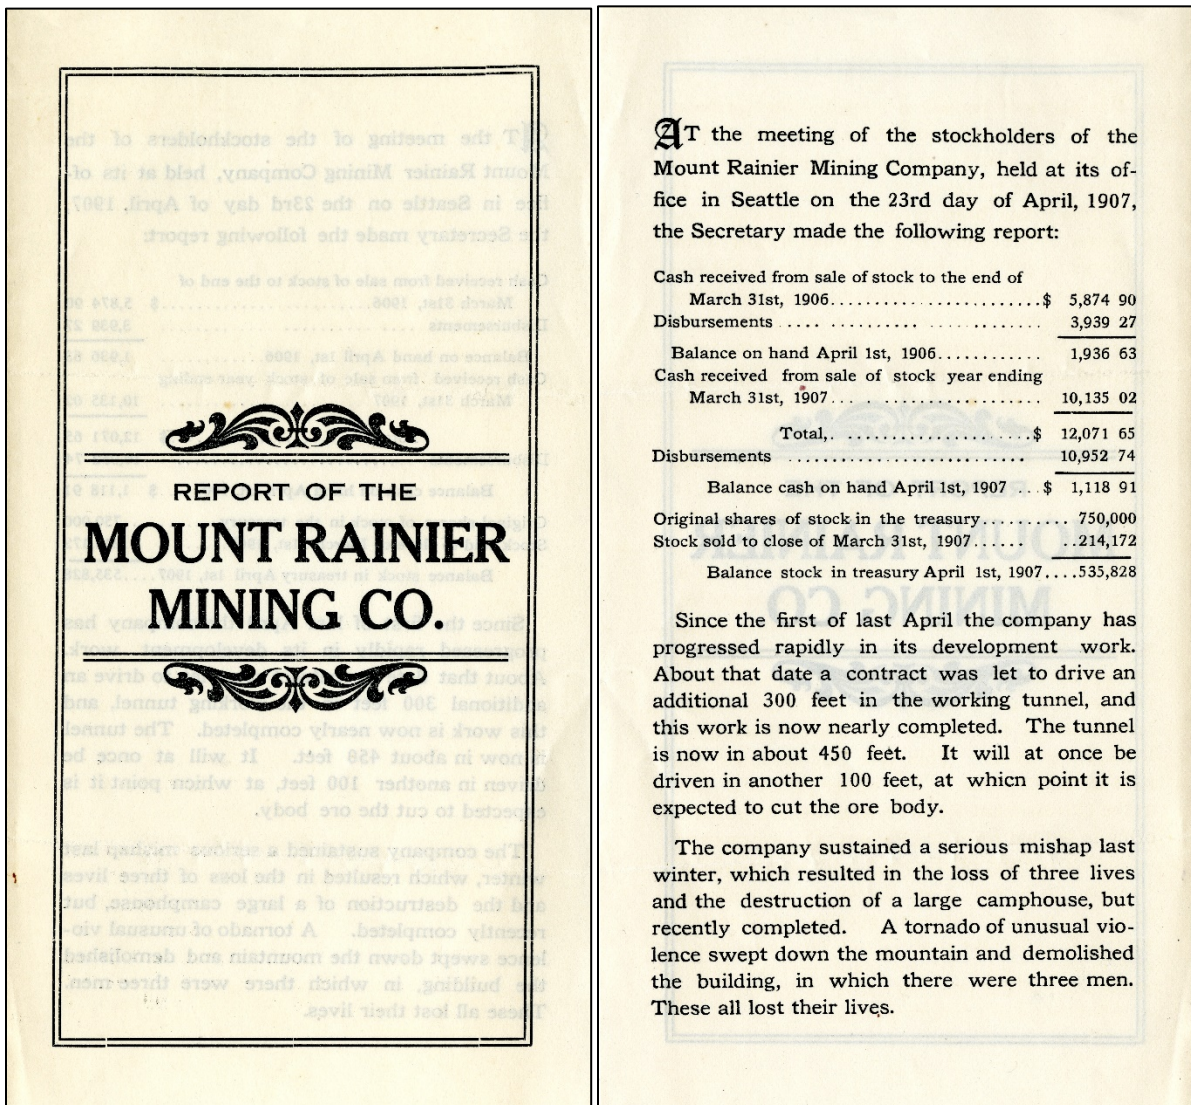 REPORT OF THE
MOUNT RAINIER
MINING CO.
AT the meeting of the stockholders of the
Mount Rainier Mining Company, held at its of-
fice in Seattle on the 23rd day of April, 1907,
the Secretary made the following report:
Cash received from sale of stock to the end of
March 31st, 1906..........................$ 5,874 90
Disbursements .... .......... ............. 3,939 27
Balance on hand April 1st, 1906............ 1,936 63
Cash received from sale of stock year ending
March 31st, 1907.......................... 10,135 02
Total,.........................$ 12,071 65
Disbursements ............................. 10,952 74
Balance cash on hand April 1st, 1907 ...$ 1,118 91
Original shares of stock in the treasury.......... 750,000
Stock sold to close of March 31st, 1907...... ..214,172
Balance stock in treasury April 1st, 1907....535,828
Since the first of last April the company has
progressed rapidly in its development work.
About that date a contract was let to drive an
additional 300 feet in the working tunnel, and
this work is now nearly completed. The tunnel
is now in about 450 feet. It will at once be
driven in another 100 feet, at whicn point it is
expected to cut the ore body.
The company sustained a serious mishap last
winter, which resulted in the loss of three lives
and the destruction of a large camphouse, but
recently completed. A tornado of unusual vio-
lence swept down the mountain and demolished
the building, in which there were three men.
These all lost their lives.